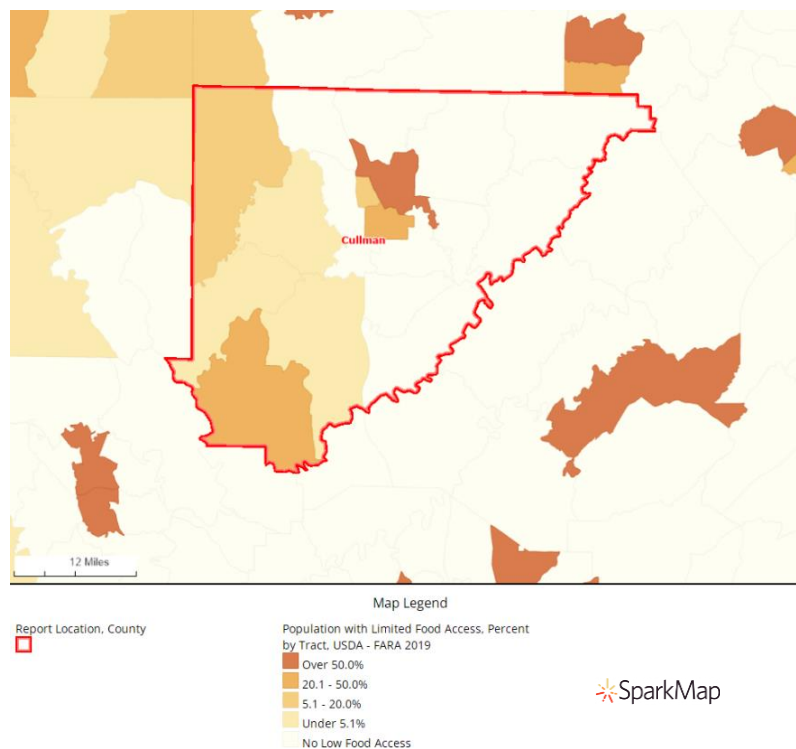 Cullman
12 Miles
Map Legend
Report Location, County
Population with Limited Food Access, Percent
by Tract, USDA - FARA 2019
Over 50.0%
20.1 - 50.0%
5.1 - 20.0%
Under 5.1%
No Low Food Access
SparkMap